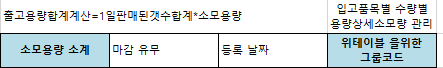 출고용량합계계산=1일판매된갯수합계*소모용량
입고품목별 수량별
용량상세소모량 관리
소모용량 소계
마감 유무
등록 날짜
위테이블 을위한
그룹코드